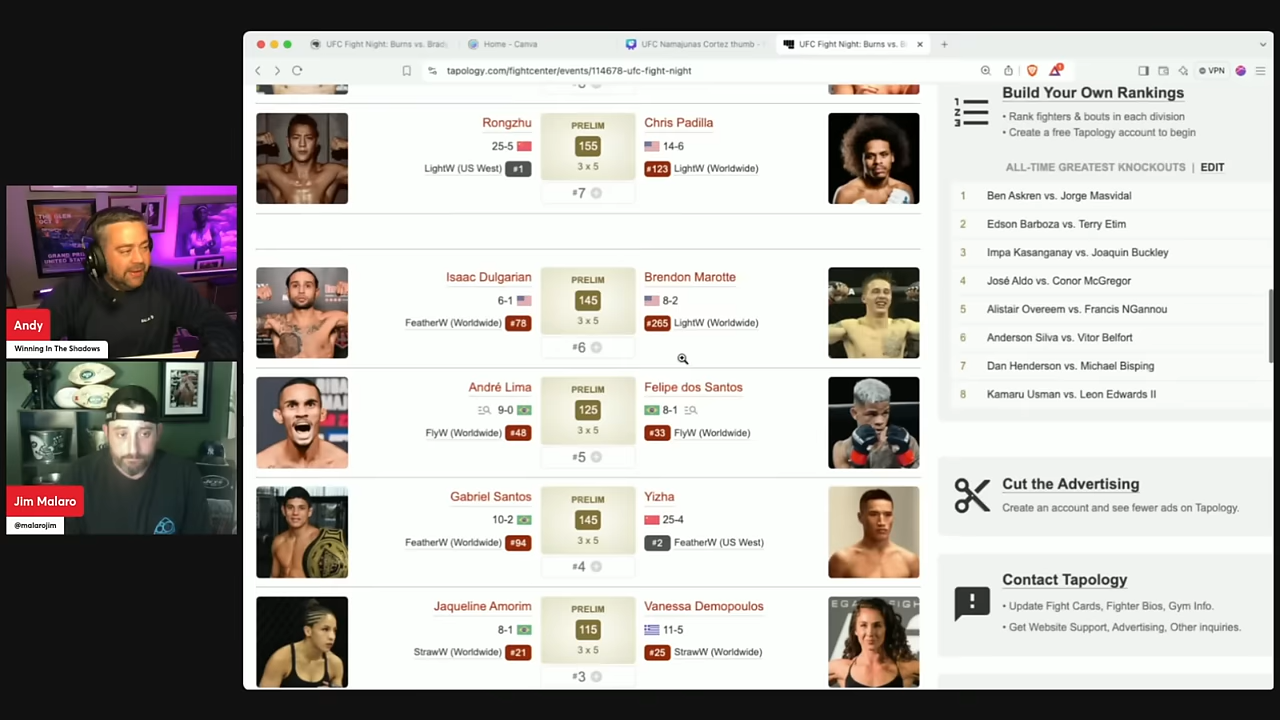 UFC Fight Night: Burns vs. Brady
Home - Canva
UFC Namajunas Cortez thumb -
UFC Fight Night: Burns vs. B
tapology.com/fightcenter/events/114678-ufc-fight-night
VPN
Rongzhu
25-5
LightW (US West) #1
PRELIM
155
3 x 5
#7
Chris Padilla
14-6
#123 LightW (Worldwide)
Isaac Dulgarian
6-1
FeatherW (Worldwide) #78
PRELIM
145
3 x 5
#6
Brendon Marotte
8-2
#265 LightW (Worldwide)
André Lima
9-0
FlyW (Worldwide) #48
PRELIM
125
3 x 5
#5
Felipe dos Santos
8-1
#33 FlyW (Worldwide)
Gabriel Santos
10-2
FeatherW (Worldwide) #94
PRELIM
145
3 x 5
#4
Yizha
25-4
#2 FeatherW (US West)
Jaqueline Amorim
8-1
StrawW (Worldwide) #21
PRELIM
115
3 x 5
#3
Vanessa Demopoulos
11-5
#25 StrawW (Worldwide)
Build Your Own Rankings
• Rank fighters & bouts in each division
• Create a free Tapology account to begin
ALL-TIME GREATEST KNOCKOUTS | EDIT
1 Ben Askren vs. Jorge Masvidal
2 Edson Barboza vs. Terry Etim
3 Impa Kasanganay vs. Joaquin Buckley
4 José Aldo vs. Conor McGregor
5 Alistair Overeem vs. Francis NGannou
6 Anderson Silva vs. Vitor Belfort
7 Dan Henderson vs. Michael Bisping
8 Kamaru Usman vs. Leon Edwards II
Cut the Advertising
Create an account and see fewer ads on Tapology.
Contact Tapology
• Update Fight Cards, Fighter Bios, Gym Info.
• Get Website Support, Advertising, Other inquiries.
Andy
Winning In The Shadows
Jim Malaro
@malarojim